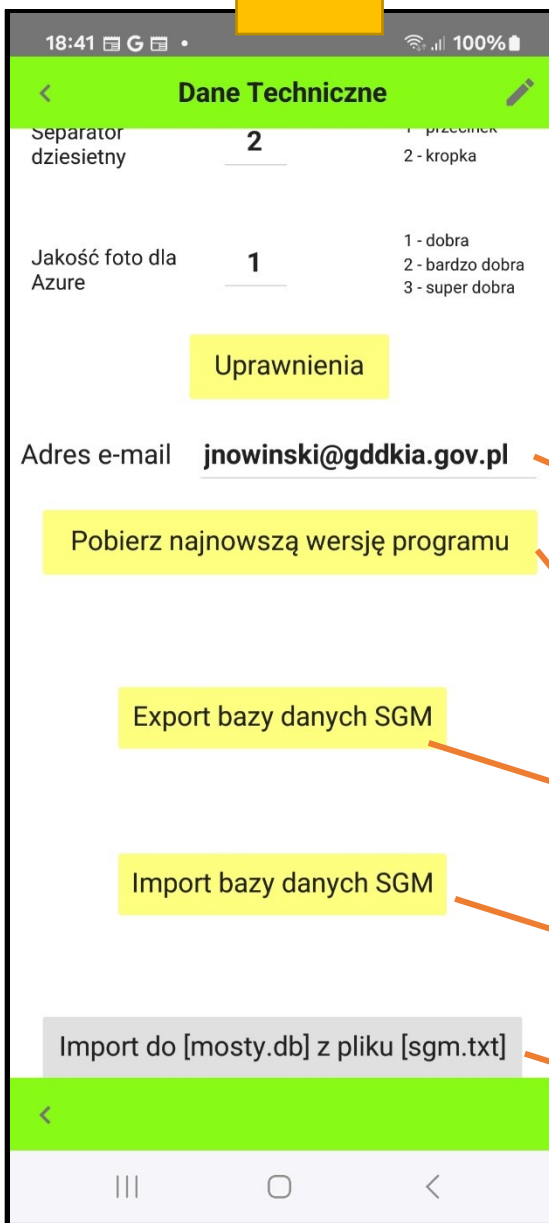 18:41 G • 100%
Dane Techniczne
Separator
dziesietny
2
1 - przecinek
2 - kropka
Jakość foto dla
Azure
1
1 - dobra
2 - bardzo dobra
3 - super dobra
Uprawnienia
Adres e-mail jnowinski@gddkia.gov.pl
Pobierz najnowszą wersję programu
Export bazy danych SGM
Import bazy danych SGM
Import do [mosty.db] z pliku [sgm.txt]